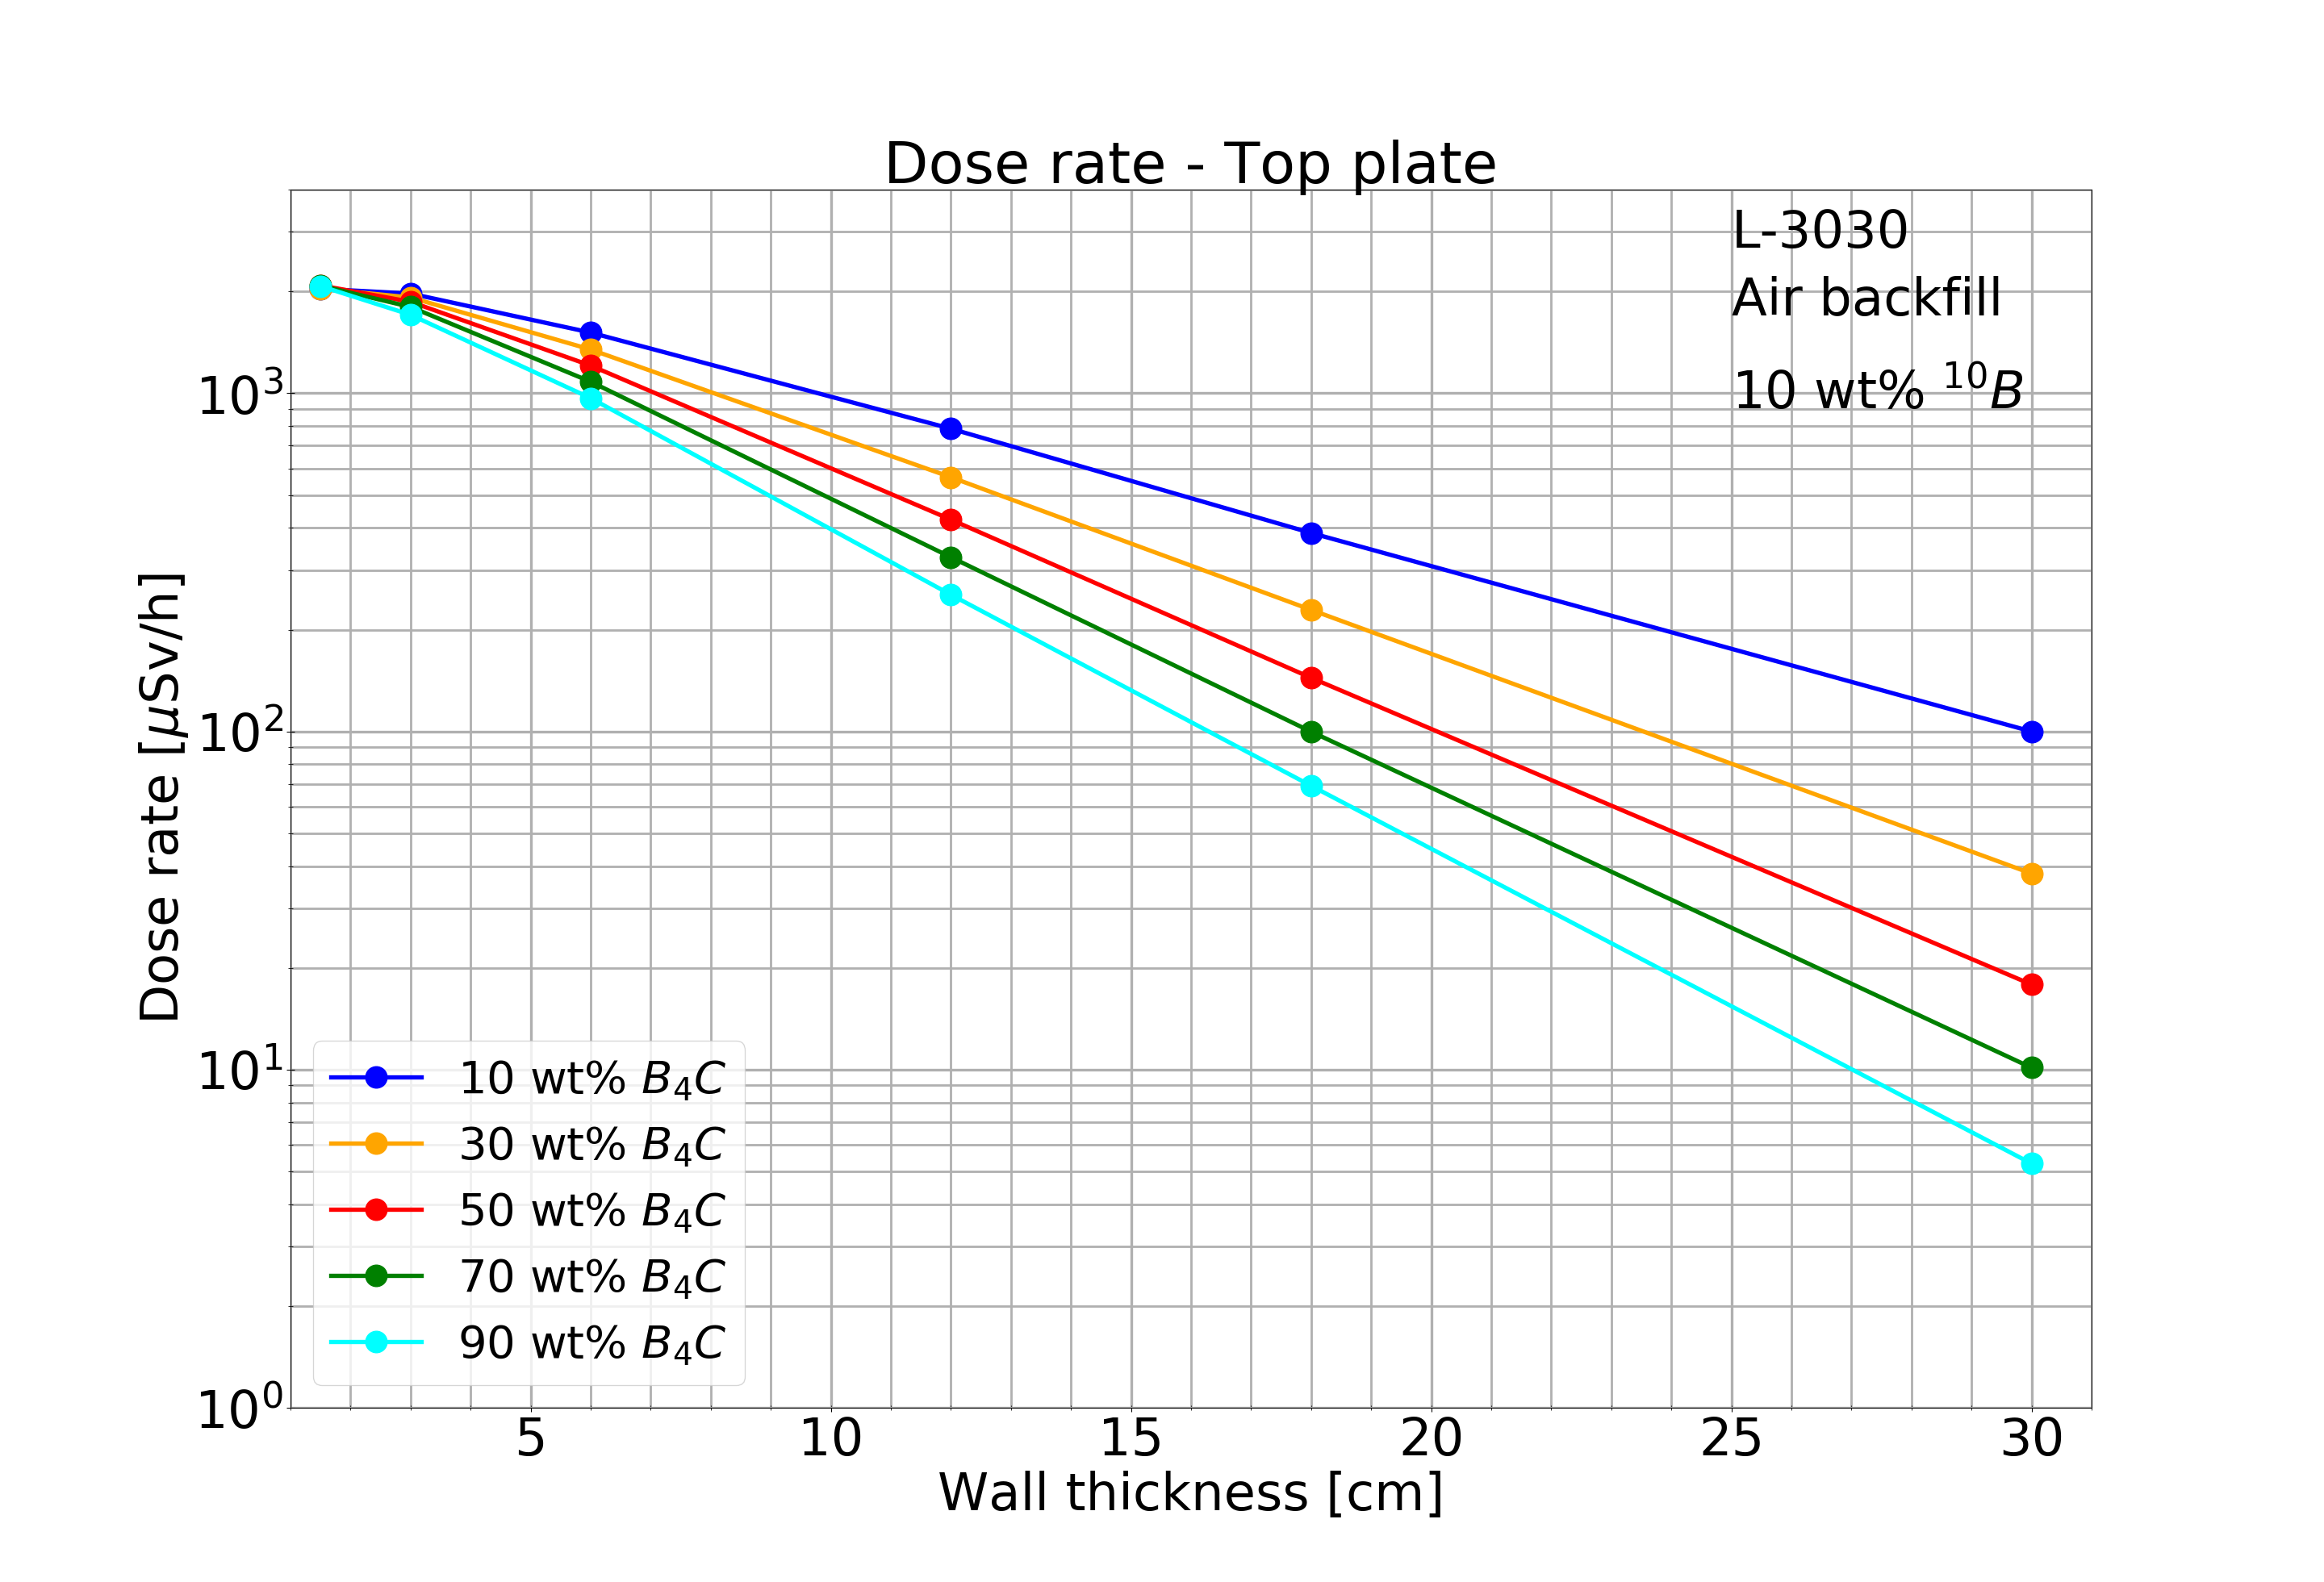 Dose rate - Top plate
L-3030
Air backfill
10 wt% ¹⁰B
Dose rate [μSv/h]
10³
10²
10¹
10⁰
10 wt% B₄C
30 wt% B₄C
50 wt% B₄C
70 wt% B₄C
90 wt% B₄C
5 10 15 20 25 30
Wall thickness [cm]